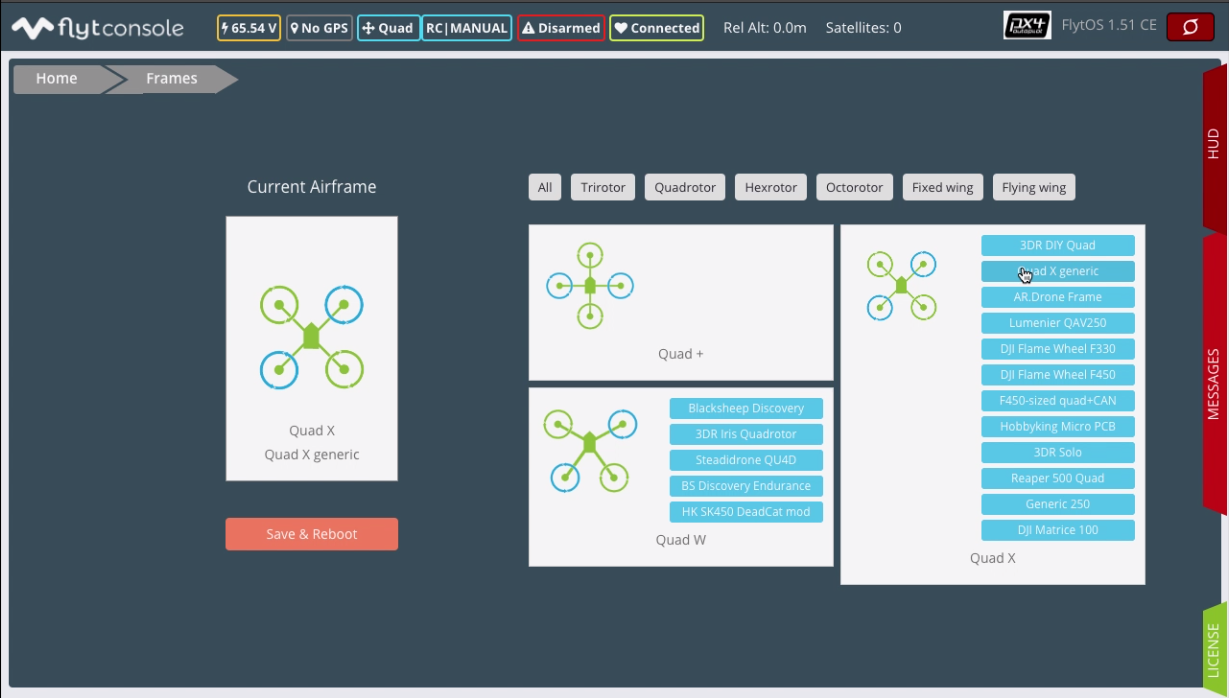 flytconsole
65.54 V
No GPS
Quad
RC|MANUAL
Disarmed
Connected
Rel Alt: 0.0m
Satellites: 0
px4
FlytOS 1.51 CE
Home
Frames
HUD
MESSAGES
LICENSE
Current Airframe
Quad X
Quad X generic
Save & Reboot
All
Trirotor
Quadrotor
Hexrotor
Octorotor
Fixed wing
Flying wing
Quad +
Blacksheep Discovery
3DR Iris Quadrotor
Steadidrone QU4D
BS Discovery Endurance
HK SK450 DeadCat mod
Quad W
3DR DIY Quad
Quad X generic
AR.Drone Frame
Lumenier QAV250
DJI Flame Wheel F330
DJI Flame Wheel F450
F450-sized quad+CAN
Hobbyking Micro PCB
3DR Solo
Reaper 500 Quad
Generic 250
DJI Matrice 100
Quad X